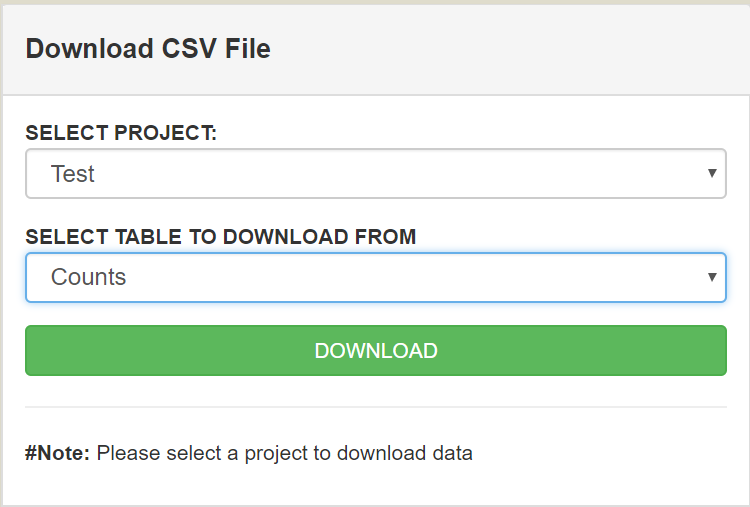 Download CSV File
SELECT PROJECT:
Test
SELECT TABLE TO DOWNLOAD FROM
Counts
DOWNLOAD
#Note: Please select a project to download data